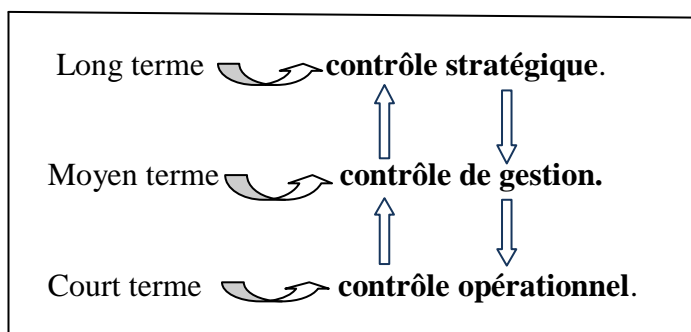 Long terme contrôle stratégique.
Moyen terme contrôle de gestion.
Court terme contrôle opérationnel.